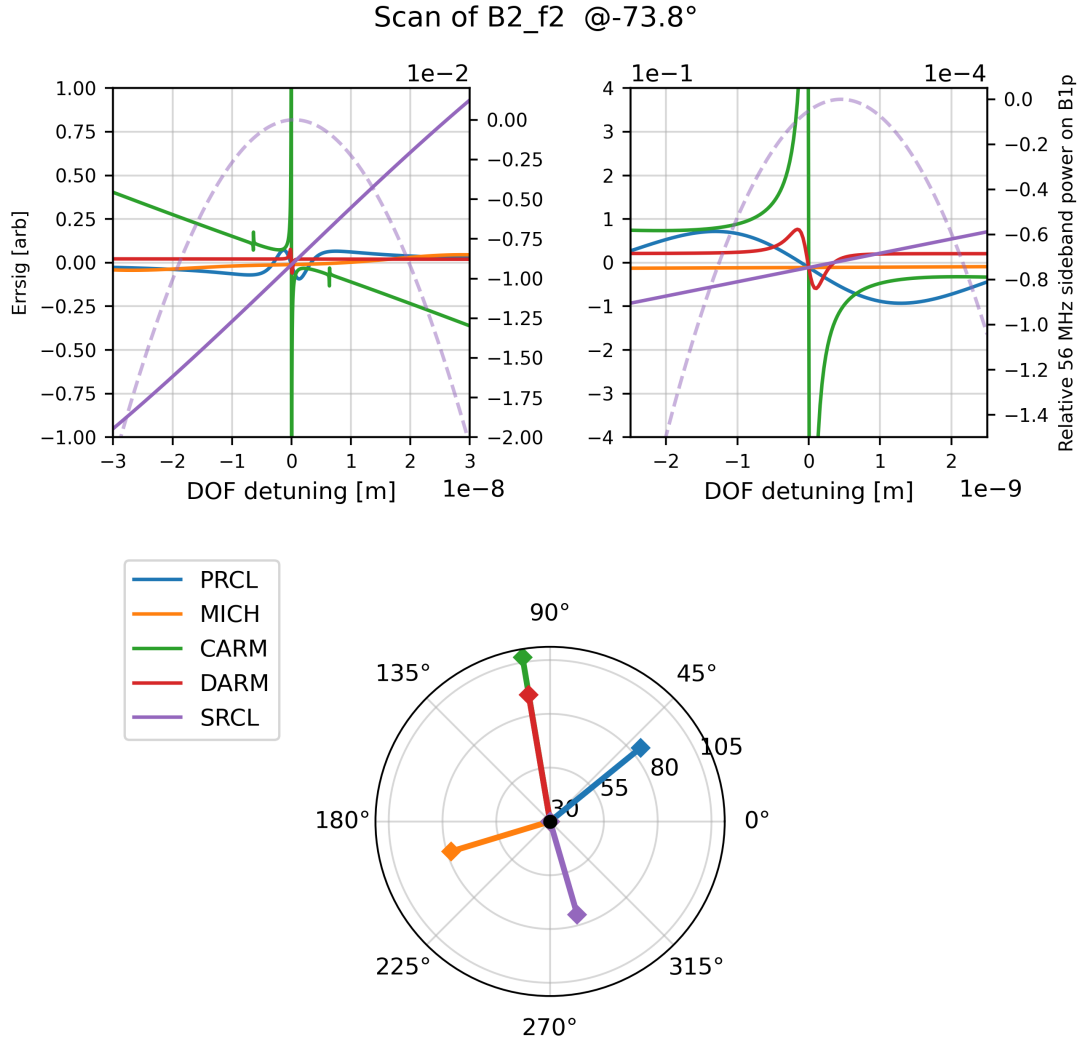 Scan of B2_f2  @-73.8°
1e−2
1.00
0.75
0.50
0.25
0.00
−0.25
−0.50
−0.75
−1.00
Errsig [arb]
0.00
−0.25
−0.50
−0.75
−1.00
−1.25
−1.50
−1.75
−2.00
−3 −2 −1 0 1 2 3
DOF detuning [m]
1e−8
1e−1
1e−4
4
3
2
1
0
−1
−2
−3
−4
0.0
−0.2
−0.4
−0.6
−0.8
−1.0
−1.2
−1.4
Relative 56 MHz sideband power on B1p
−2 −1 0 1 2
DOF detuning [m]
1e−9
PRCL
MICH
CARM
DARM
SRCL
90°
135°
45°
105
80
55
30
180°
0°
225°
315°
270°